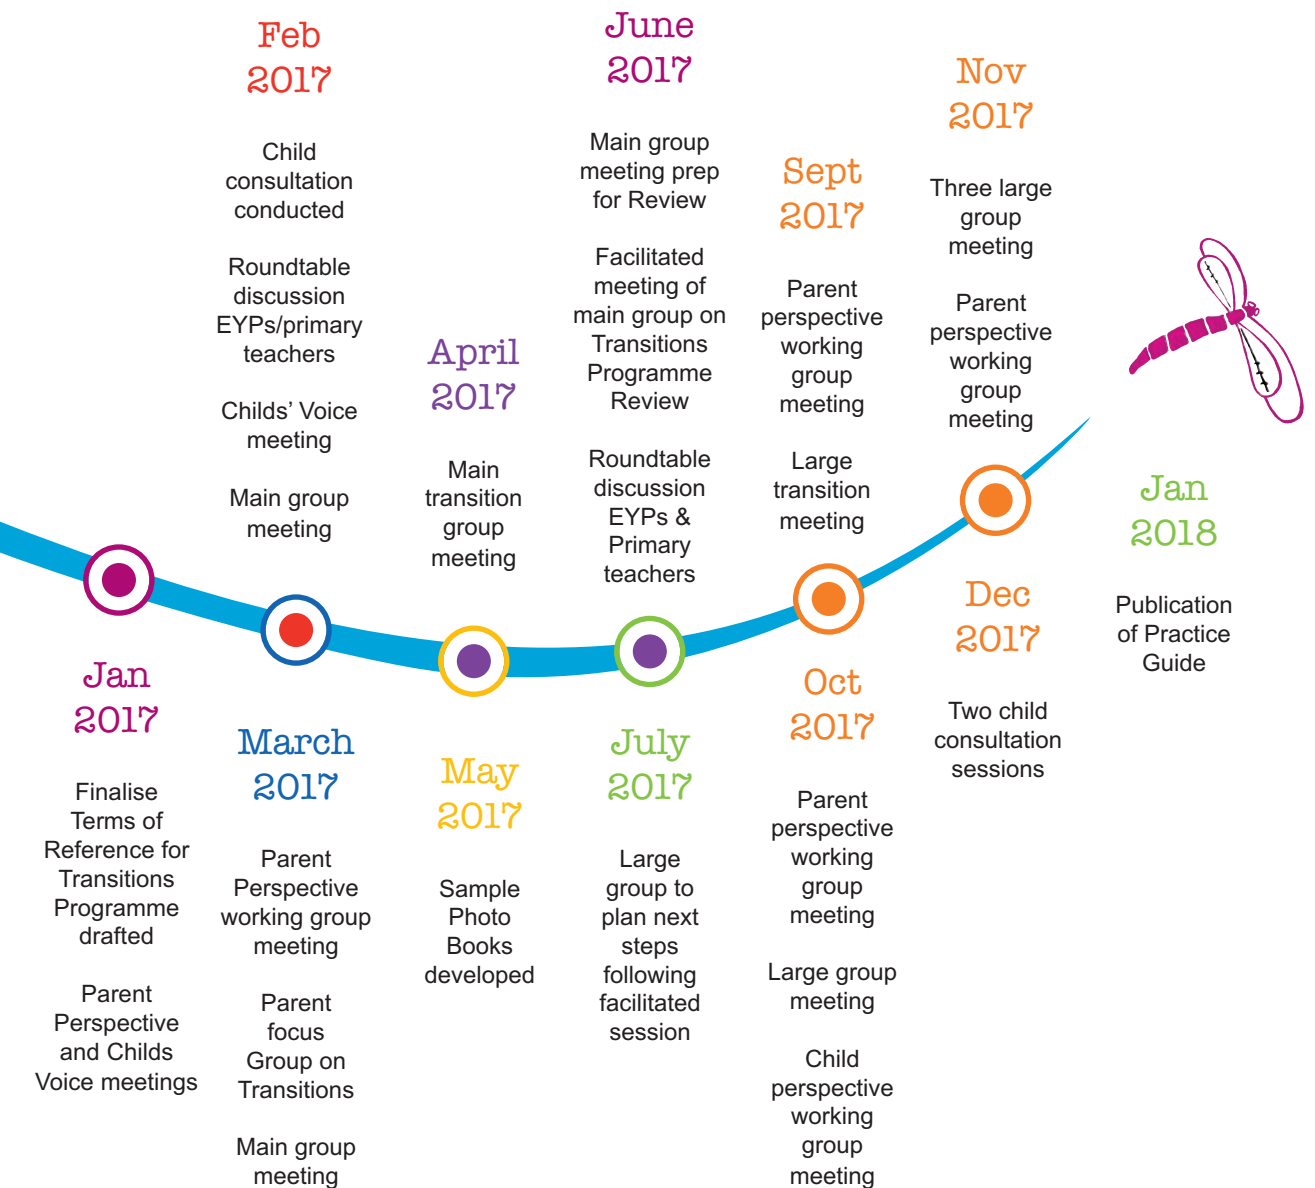 Jan
2017
Finalise
Terms of
Reference for
Transitions
Programme
drafted
Parent
Perspective
and Childs
Voice meetings
Feb
2017
Child
consultation
conducted
Roundtable
discussion
EYPs/primary
teachers
Childs’ Voice
meeting
Main group
meeting
March
2017
Parent
Perspective
working group
meeting
Parent
focus
Group on
Transitions
Main group
meeting
April
2017
Main
transition
group
meeting
May
2017
Sample
Photo
Books
developed
June
2017
Main group
meeting prep
for Review
Facilitated
meeting of
main group on
Transitions
Programme
Review
Roundtable
discussion
EYPs &
Primary
teachers
July
2017
Large
group to
plan next
steps
following
facilitated
session
Sept
2017
Parent
perspective
working
group
meeting
Large
transition
meeting
Oct
2017
Parent
perspective
working
group
meeting
Large group
meeting
Child
perspective
working
group
meeting
Nov
2017
Three large
group
meeting
Parent
perspective
working
group
meeting
Dec
2017
Two child
consultation
sessions
Jan
2018
Publication
of Practice
Guide